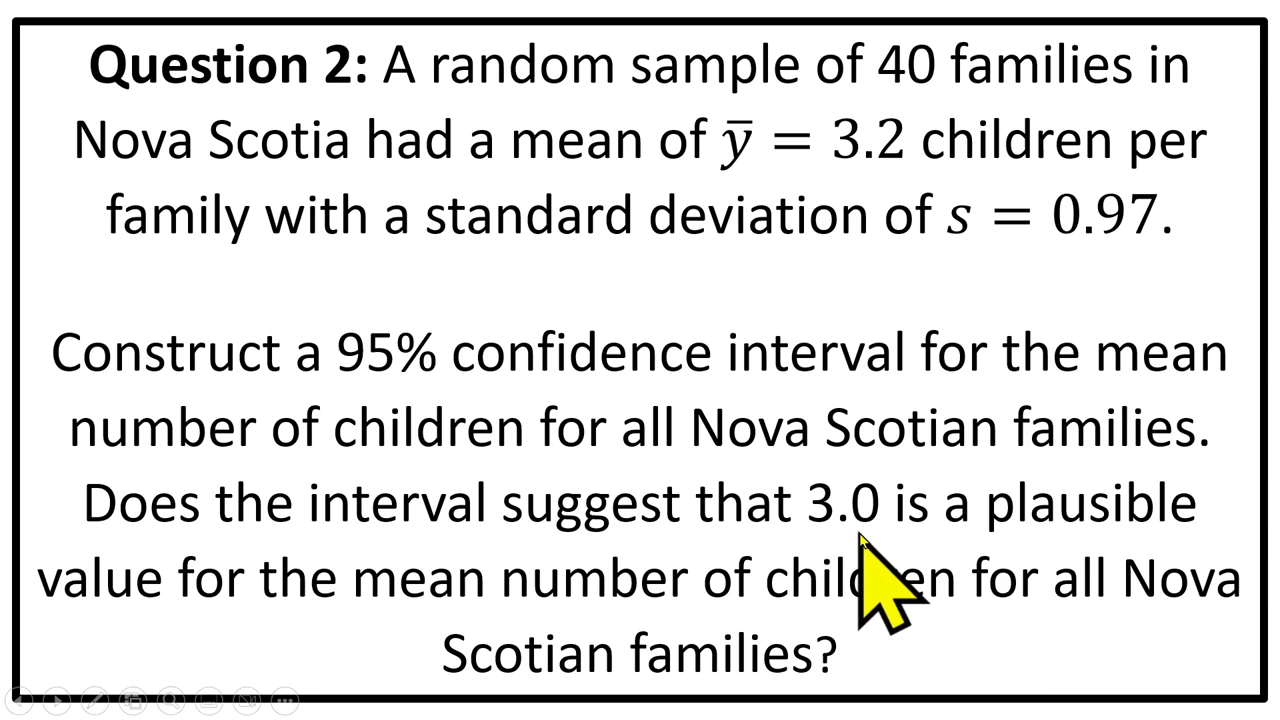 Question 2: A random sample of 40 families in
Nova Scotia had a mean of ȳ = 3.2 children per
family with a standard deviation of s = 0.97.
Construct a 95% confidence interval for the mean
number of children for all Nova Scotian families.
Does the interval suggest that 3.0 is a plausible
value for the mean number of children for all Nova
Scotian families?